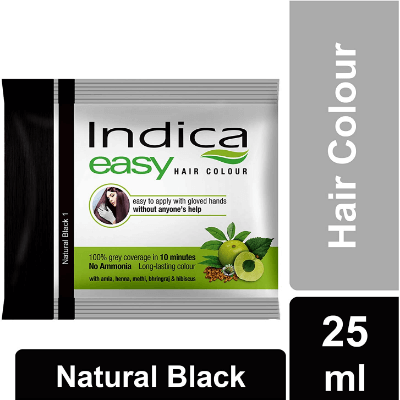 Indica
easy
HAIR COLOUR
easy to apply with gloved hands
without anyone's help
100% grey coverage in 10 minutes
No Ammonia Long-lasting colour
with amla, henna, methi, bhringraj & hibiscus
Natural Black 1
Hair Colour
25
ml
Natural Black